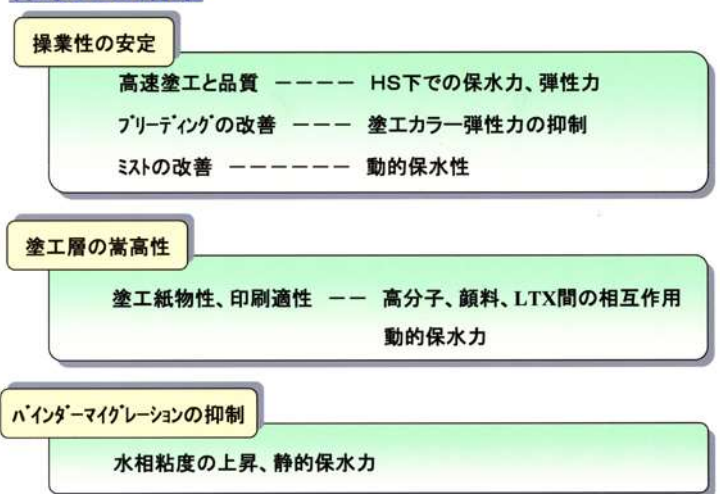 操業性の安定
高速塗工と品質 ---- HS下での保水力、弾性力
ブリーディングの改善 --- 塗工カラー弾性力の抑制
ミストの改善 ------ 動的保水性
塗工層の嵩高性
塗工紙物性、印刷適性 -- 高分子、顔料、LTX間の相互作用
動的保水力
バインダーマイグレーションの抑制
水相粘度の上昇、静的保水力